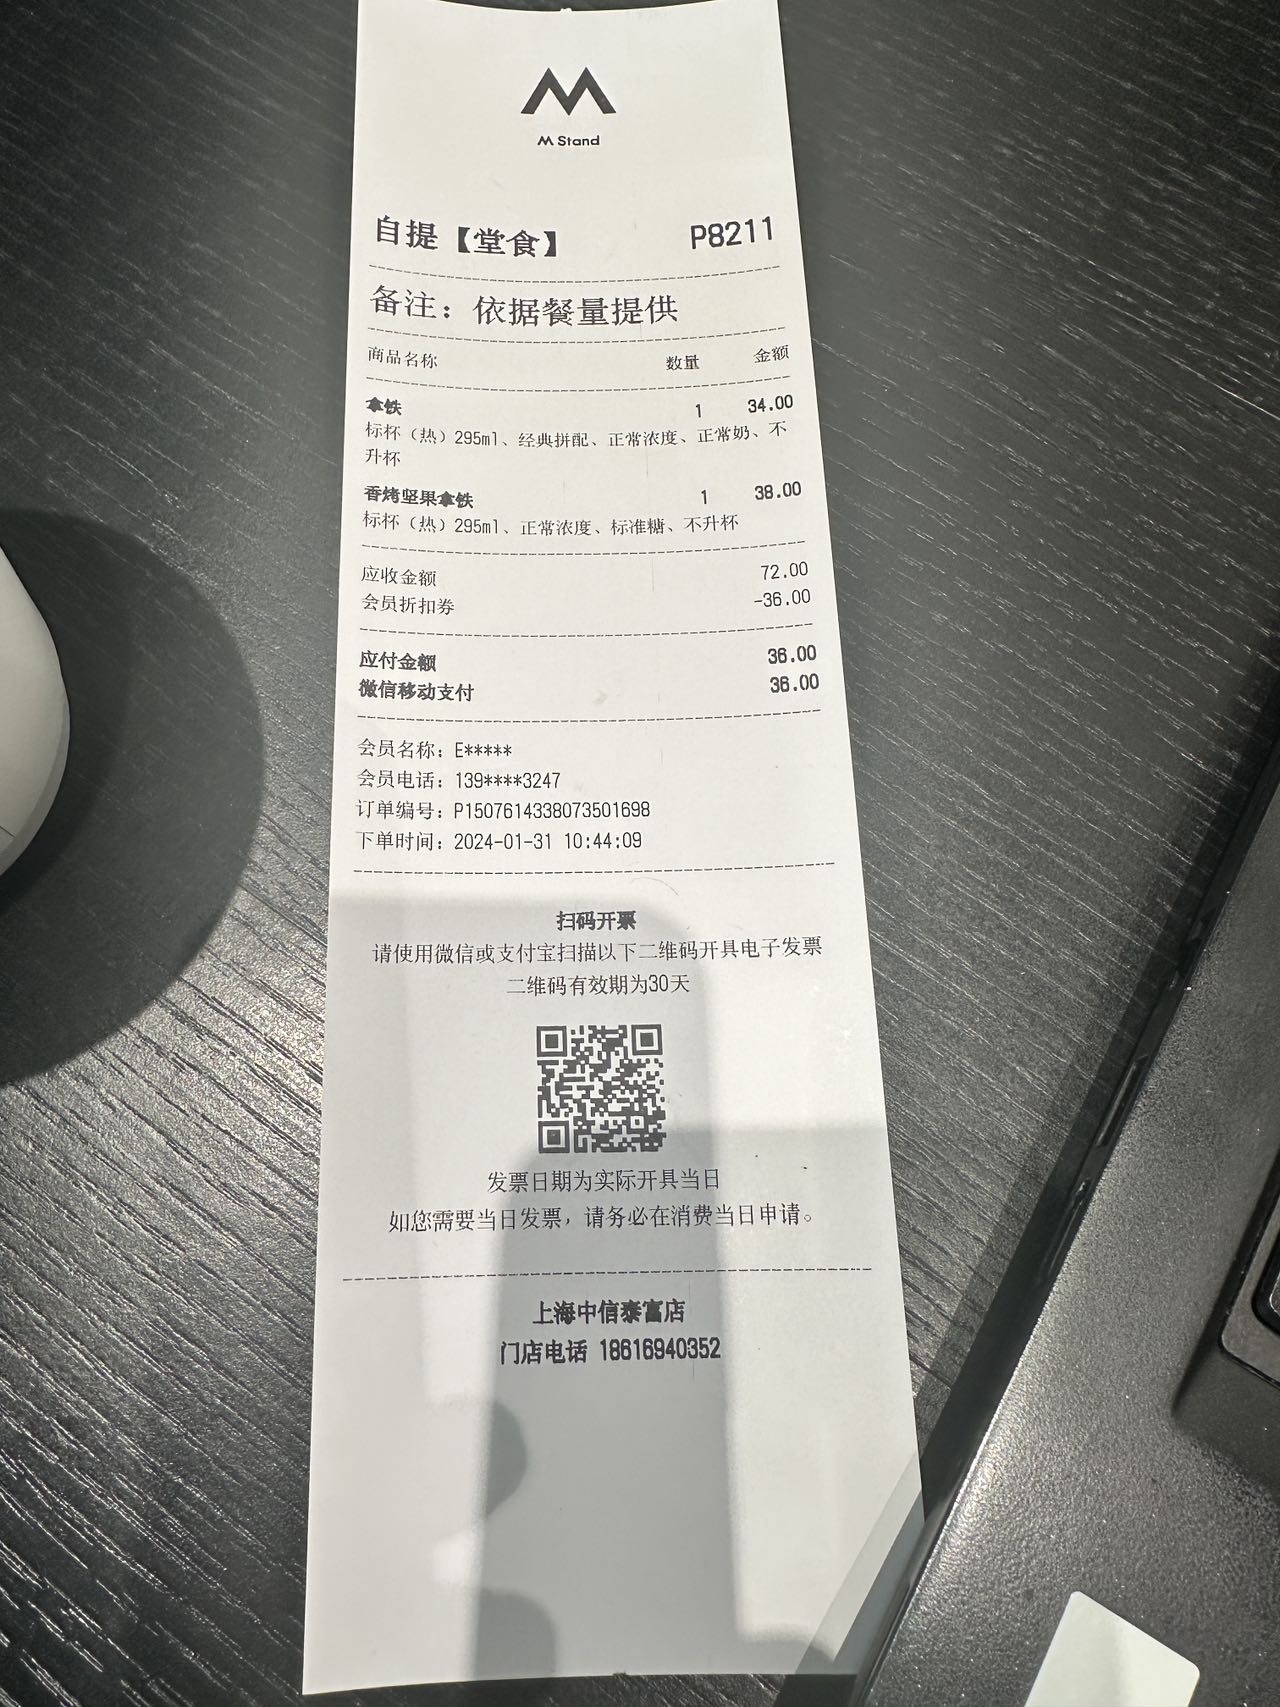 M Stand
自提【堂食】 P8211
备注：依据餐量提供
商品名称 数量 金额
拿铁 1 34.00
标杯（热）295ml、经典拼配、正常浓度、正常奶、不
升杯
香烤坚果拿铁 1 38.00
标杯（热）295ml、正常浓度、标准糖、不升杯
应收金额 72.00
会员折扣券 -36.00
应付金额 36.00
微信移动支付 36.00
会员名称：E*****
会员电话：139****3247
订单编号：P1507614338073501698
下单时间：2024-01-31 10:44:09
扫码开票
请使用微信或支付宝扫描以下二维码开具电子发票
二维码有效期为30天
发票日期为实际开具当日
如您需要当日发票，请务必在消费当日申请。
上海中信泰富店
门店电话 18616940352